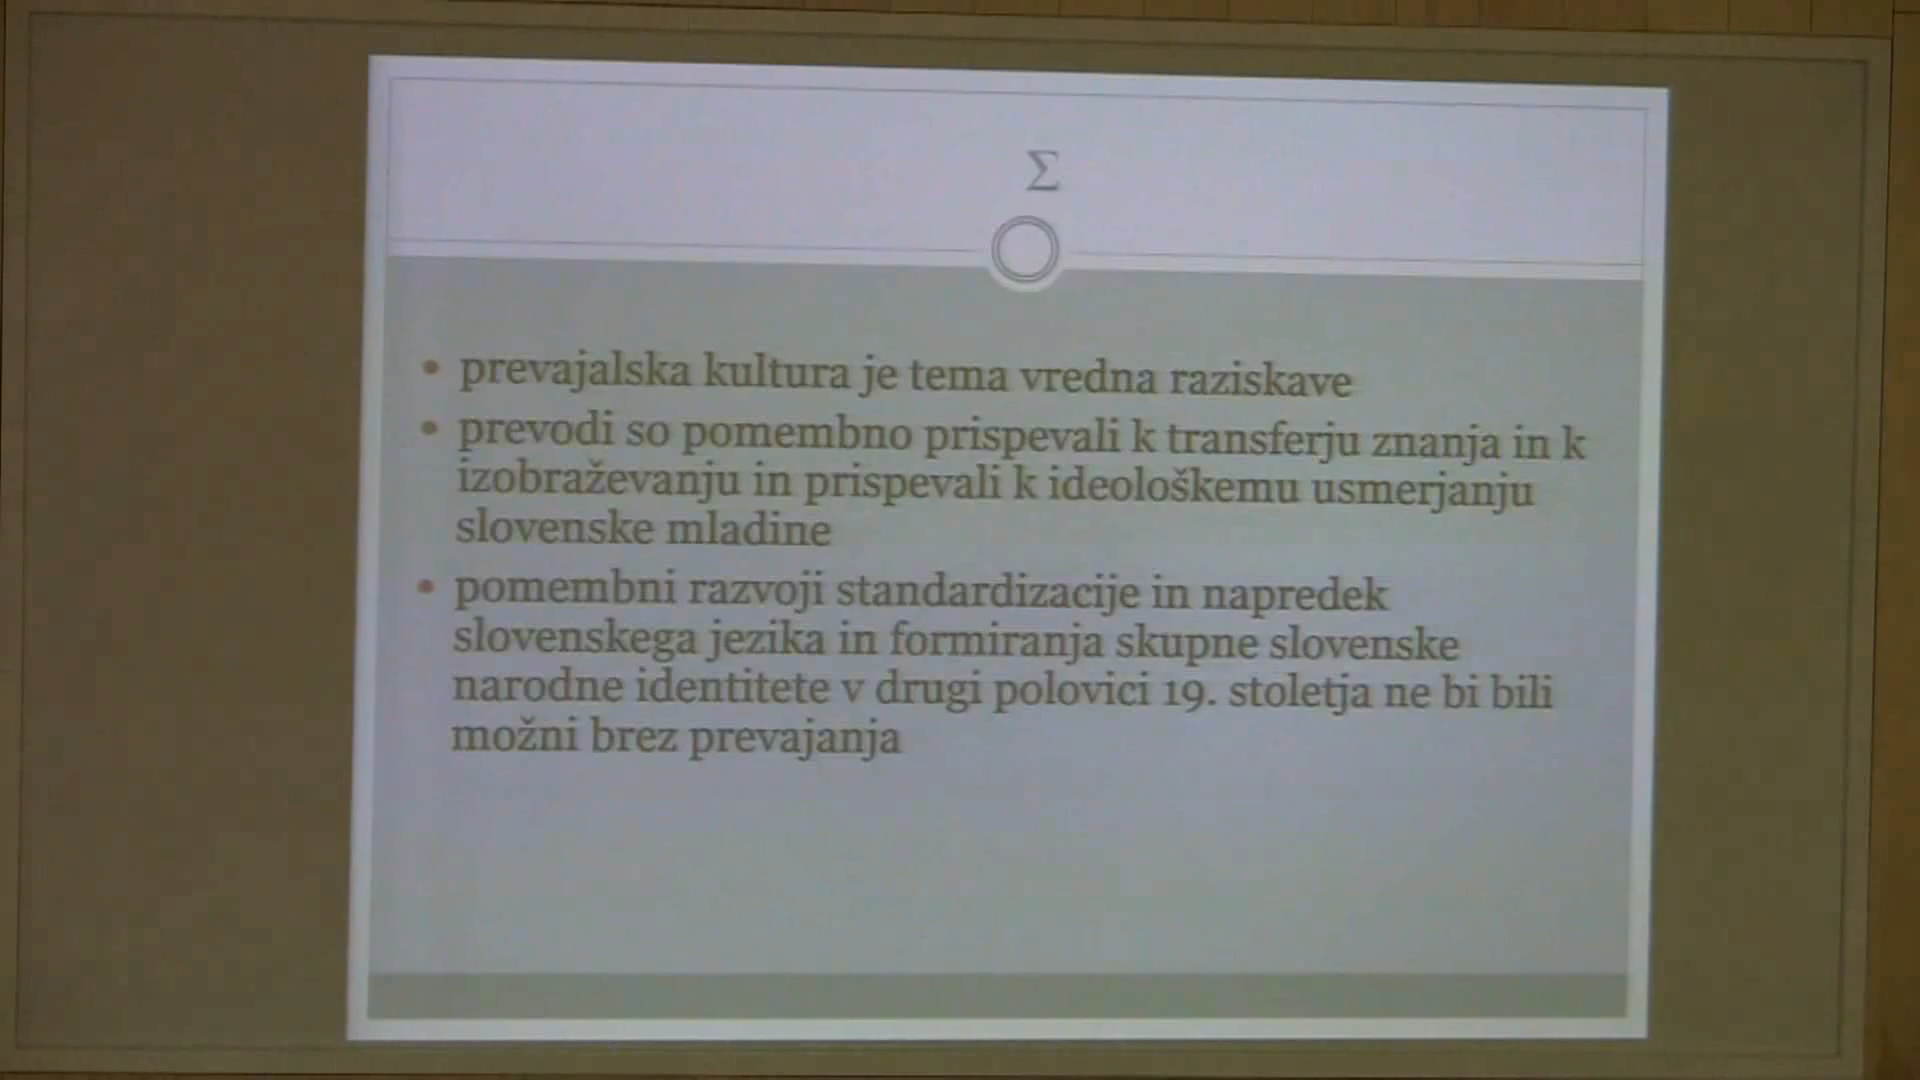 Σ
• prevajalska kultura je tema vredna raziskave
• prevodi so pomembno prispevali k transferju znanja in k
izobraževanju in prispevali k ideološkemu usmerjanju
slovenske mladine
• pomembni razvoji standardizacije in napredek
slovenskega jezika in formiranja skupne slovenske
narodne identitete v drugi polovici 19. stoletja ne bi bili
možni brez prevajanja